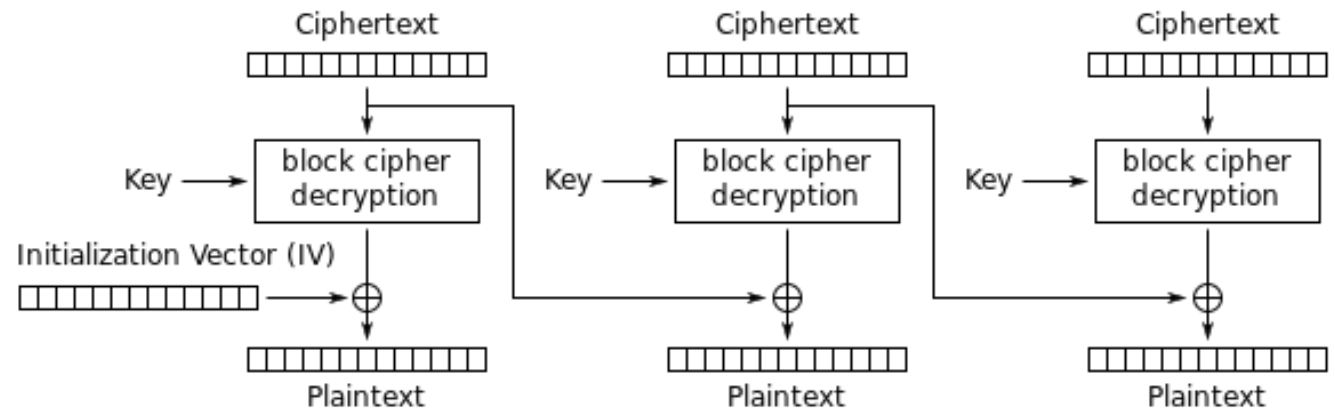 Ciphertext
Ciphertext
Ciphertext
block cipher
decryption
block cipher
decryption
block cipher
decryption
Key
Key
Key
Initialization Vector (IV)
Plaintext
Plaintext
Plaintext